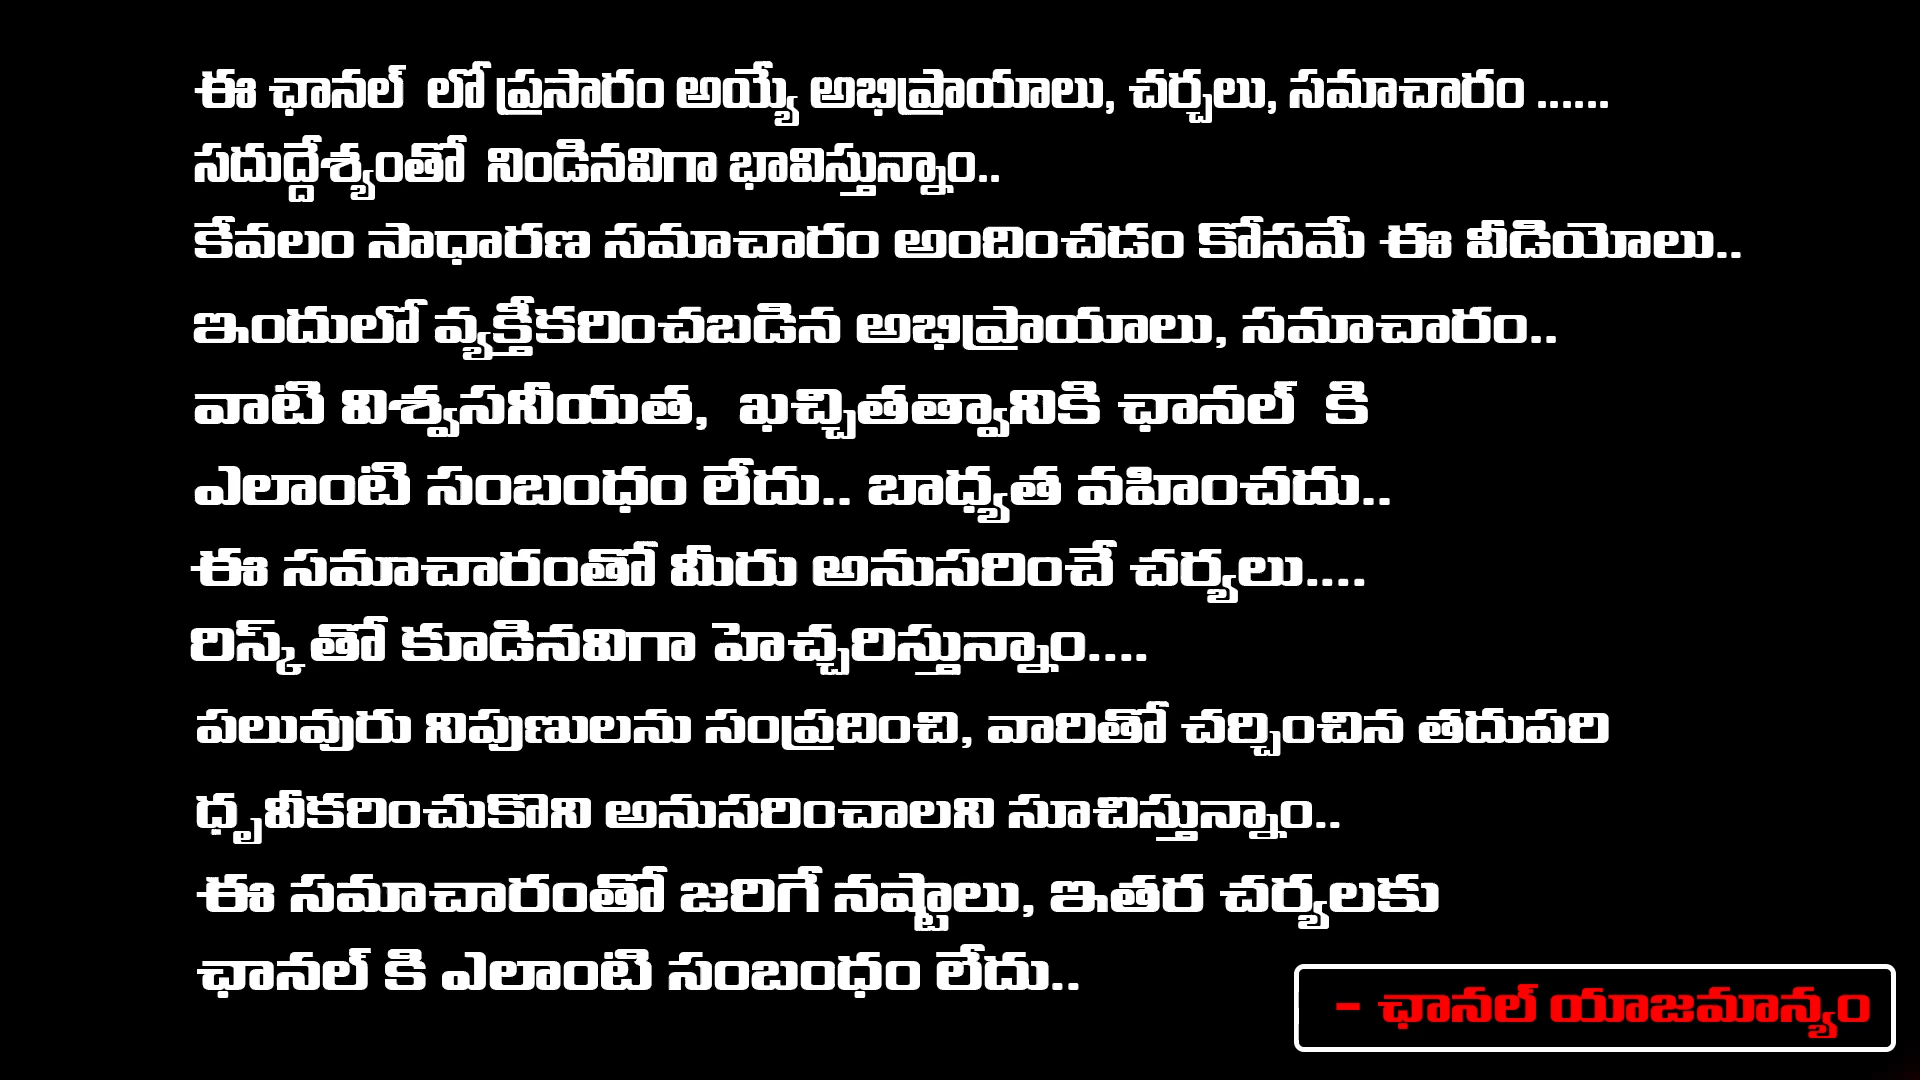 ఈ ఛానల్ లో ప్రసారం అయ్యే అభిప్రాయాలు, చర్చలు, సమాచారం ......
సదుద్దేశ్యంతో నిండినవిగా భావిస్తున్నాం..
కేవలం సాధారణ సమాచారం అందించడం కోసమే ఈ వీడియోలు..
ఇందులో వ్యక్తీకరించబడిన అభిప్రాయాలు, సమాచారం..
వాటి విశ్వసనీయత, ఖచ్చితత్వానికి ఛానల్ కి
ఎలాంటి సంబంధం లేదు.. బాధ్యత వహించదు..
ఈ సమాచారంతో మీరు అనుసరించే చర్యలు....
రిస్క్ తో కూడినవిగా హెచ్చరిస్తున్నాం....
పలువురు నిపుణులను సంప్రదించి, వారితో చర్చించిన తదుపరి
ధృవీకరించుకొని అనుసరించాలని సూచిస్తున్నాం..
ఈ సమాచారంతో జరిగే నష్టాలు, ఇతర చర్యలకు
ఛానల్ కి ఎలాంటి సంబంధం లేదు..
- ఛానల్ యాజమాన్యం